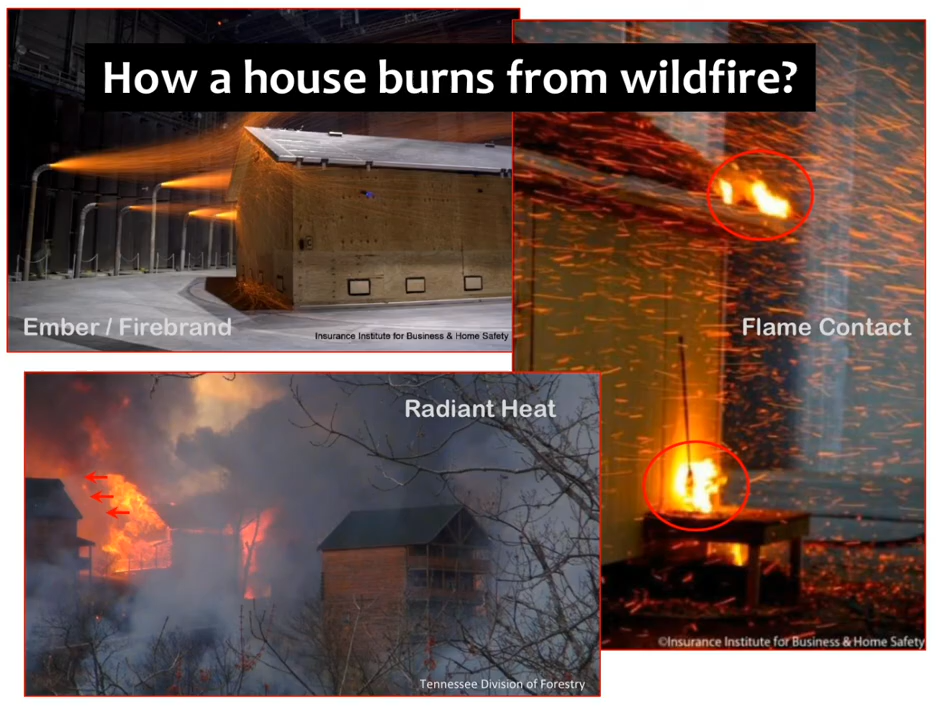 How a house burns from wildfire?
Ember / Firebrand
Insurance Institute for Business & Home Safety
Flame Contact
©Insurance Institute for Business & Home Safety
Radiant Heat
Tennessee Division of Forestry